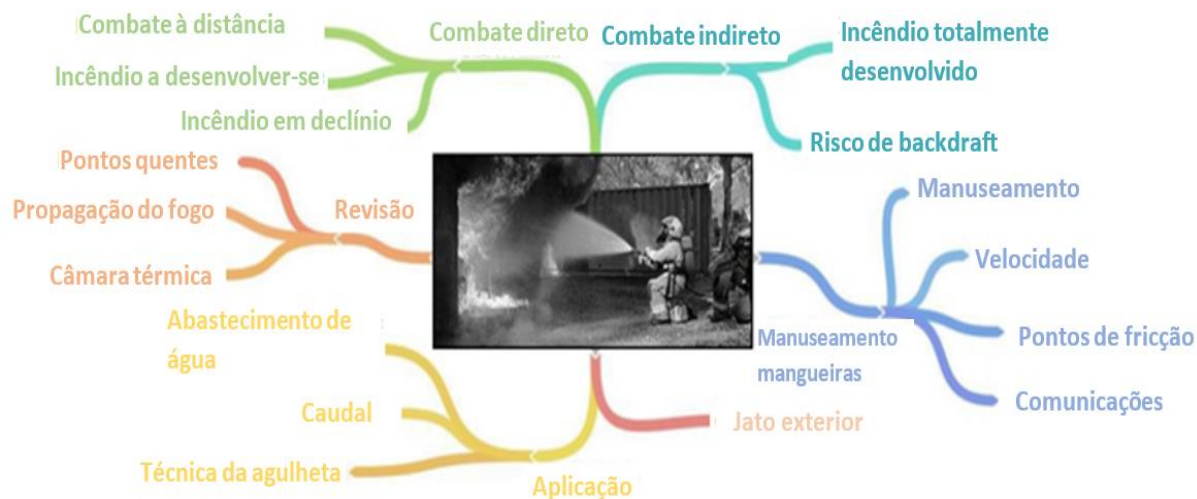 Combate à distância
Combate direto
Incêndio a desenvolver-se
Incêndio em declínio
Combate indireto
Incêndio totalmente
desenvolvido
Risco de backdraft
Pontos quentes
Propagação do fogo
Revisão
Câmara térmica
Manuseamento
Velocidade
Pontos de fricção
Comunicações
Manuseamento
mangueiras
Abastecimento de
água
Caudal
Técnica da agulheta
Aplicação
Jato exterior